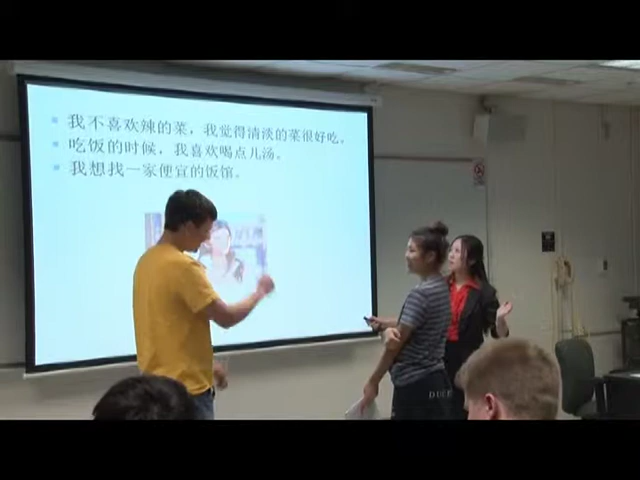 我不喜欢辣的菜，我觉得清淡的菜很好吃。
吃饭的时候，我喜欢喝点儿汤。
我想找一家便宜的饭馆。